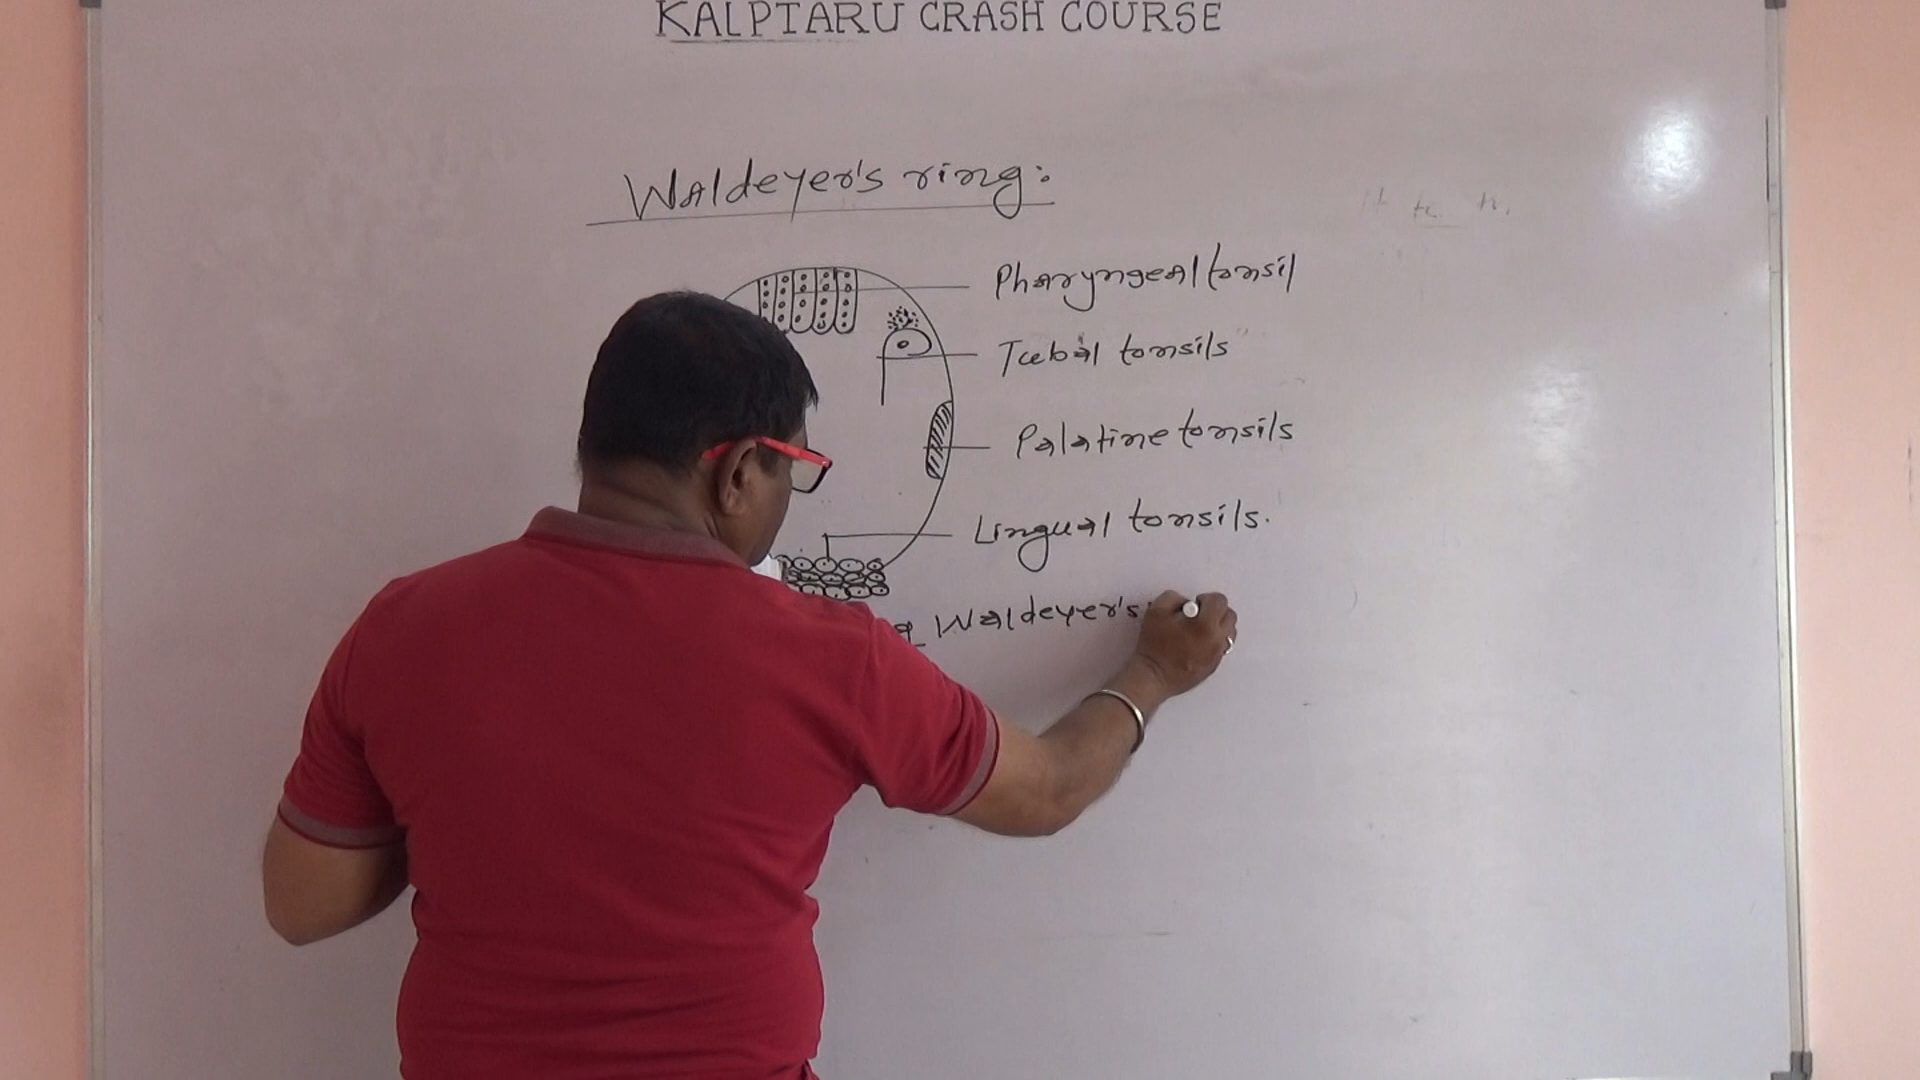 KALPTARU CRASH COURSE
Waldeyer's ring:
Pharyngeal tonsil
Tubal tonsils
Palatine tonsils
Lingual tonsils.
Waldeyer's